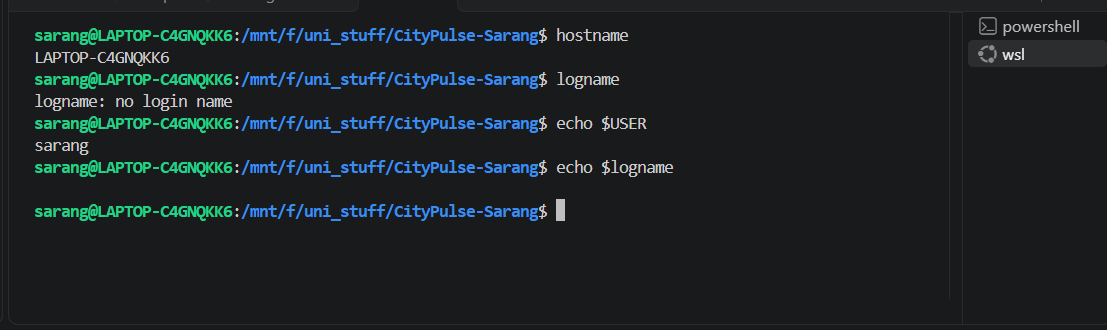 sarang@LAPTOP-C4GNQKK6:/mnt/f/uni_stuff/CityPulse-Sarang$ hostname
LAPTOP-C4GNQKK6
sarang@LAPTOP-C4GNQKK6:/mnt/f/uni_stuff/CityPulse-Sarang$ logname
logname: no login name
sarang@LAPTOP-C4GNQKK6:/mnt/f/uni_stuff/CityPulse-Sarang$ echo $USER
sarang
sarang@LAPTOP-C4GNQKK6:/mnt/f/uni_stuff/CityPulse-Sarang$ echo $logname
sarang@LAPTOP-C4GNQKK6:/mnt/f/uni_stuff/CityPulse-Sarang$
powershell
wsl